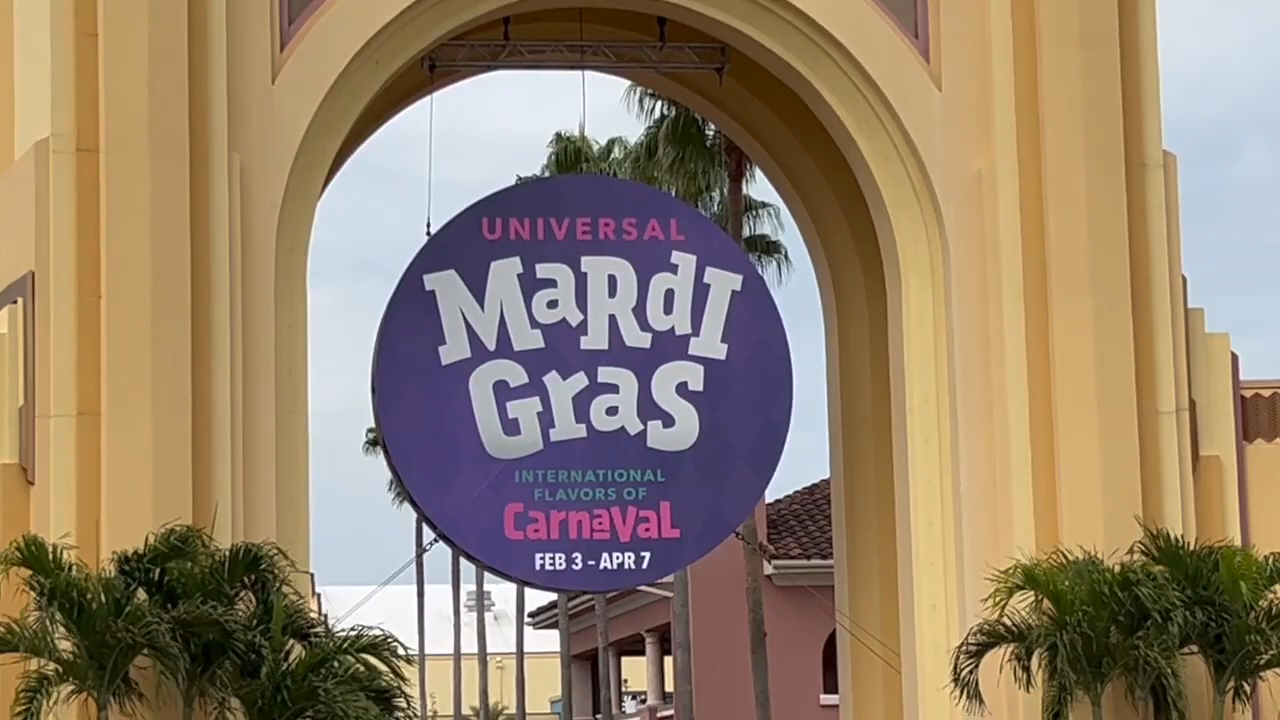 UNIVERSAL
MaRdI
GraS
INTERNATIONAL
FLAVORS OF
CarnaVaL
FEB 3 - APR 7